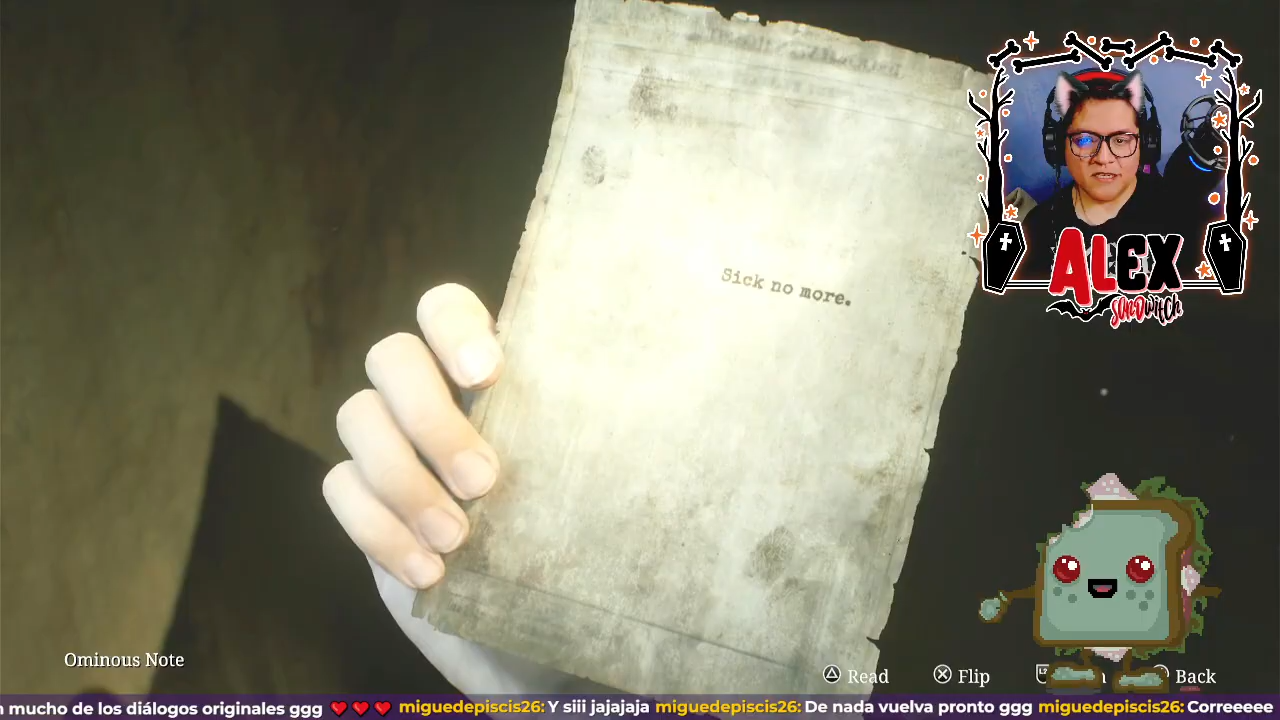 Sick no more.
ALEX
SANDWITCH
Ominous Note
Read
Flip
Back
n mucho de los diálogos originales ggg ❤❤❤ miguedepiscis26: Y siii jajajaja miguedepiscis26: De nada vuelva pronto ggg miguedepiscis26: Correeeee